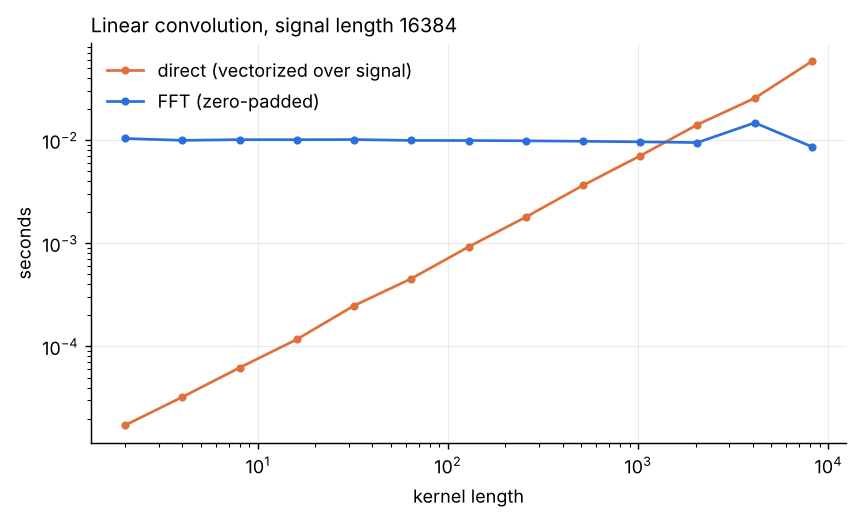 Linear convolution, signal length 16384
direct (vectorized over signal)
FFT (zero-padded)
10⁻²
10⁻³
10⁻⁴
seconds
10¹ 10² 10³ 10⁴
kernel length